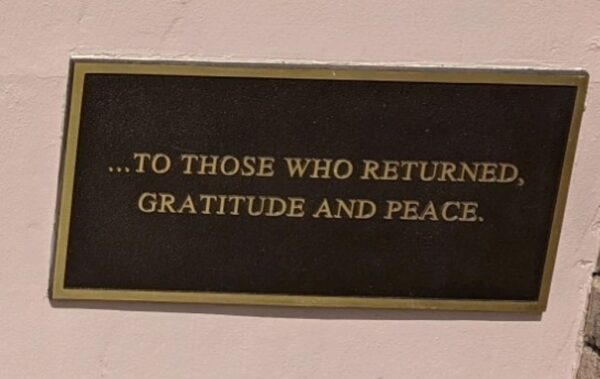 ...TO THOSE WHO RETURNED,
GRATITUDE AND PEACE.